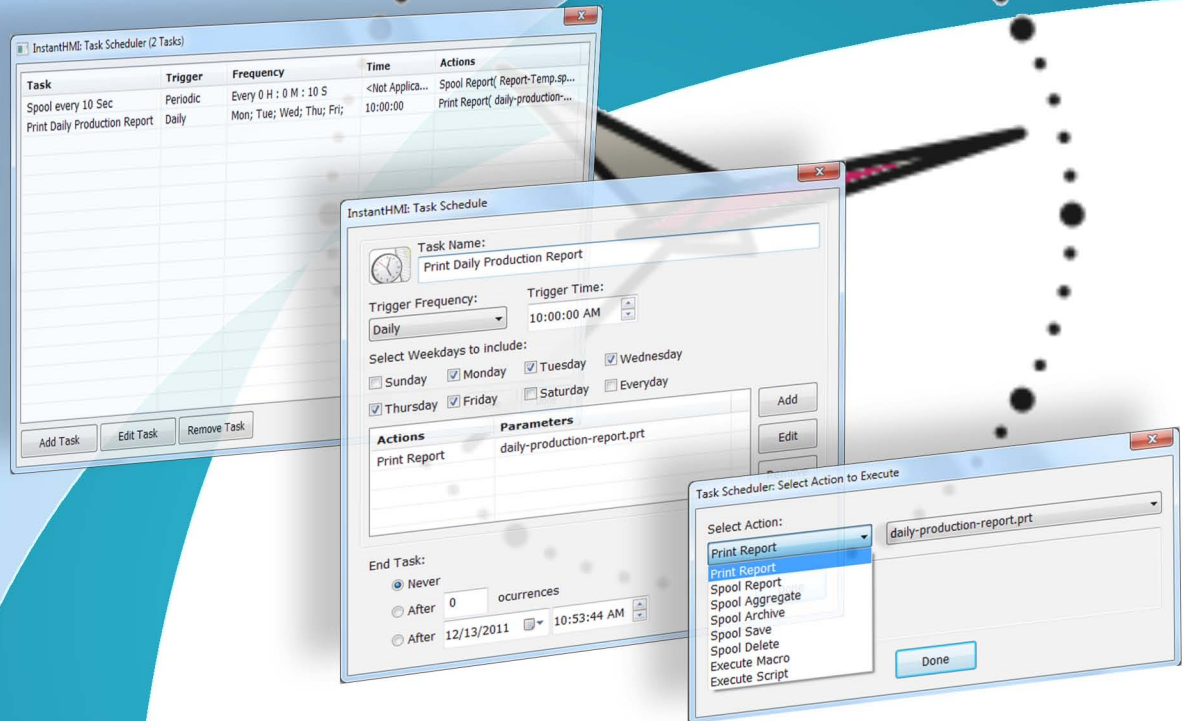 InstantHMI: Task Scheduler (2 Tasks)
Task Trigger Frequency Time Actions
Spool every 10 Sec Periodic Every 0 H : 0 M : 10 S <Not Applica... Spool Report( Report-Temp.sp...
Print Daily Production Report Daily Mon; Tue; Wed; Thu; Fri; 10:00:00 Print Report( daily-production-...
Add Task Edit Task Remove Task
InstantHMI: Task Schedule
Task Name:
Print Daily Production Report
Trigger Frequency: Trigger Time:
Daily 10:00:00 AM
Select Weekdays to include:
Sunday Monday Tuesday Wednesday
Thursday Friday Saturday Everyday
Actions Parameters
Print Report daily-production-report.prt
Add
Edit
End Task:
Never
After 0 ocurrences
After 12/13/2011 10:53:44 AM
Task Scheduler: Select Action to Execute
Select Action:
Print Report daily-production-report.prt
Print Report
Spool Report
Spool Aggregate
Spool Archive
Spool Save
Spool Delete
Execute Macro
Execute Script
Done